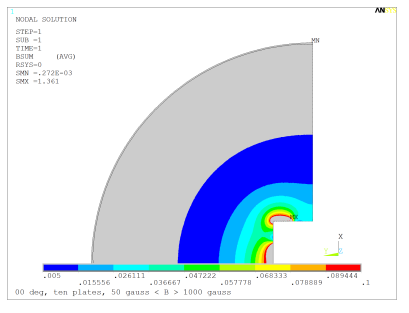 1
AN
NODAL SOLUTION
STEP=1
SUB =1
TIME=1
BSUM (AVG)
RSYS=0
SMN =.272E-03
SMX =1.361
MN
MX
X
Y
Z
.005 .026111 .047222 .068333 .089444
.015556 .036667 .057778 .078889 .1
00 deg, ten plates, 50 gauss < B > 1000 gauss